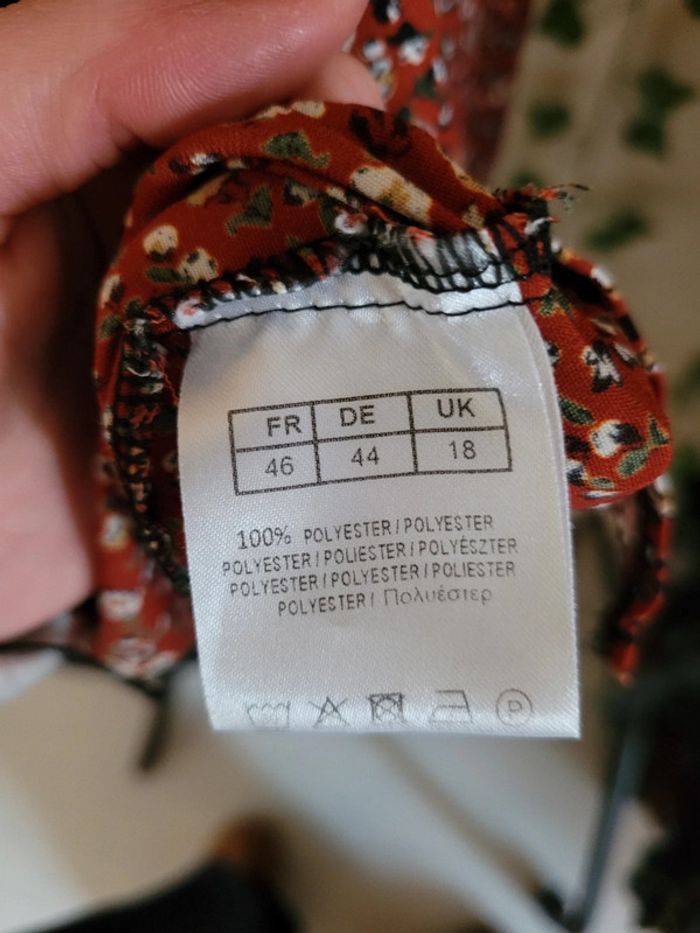 FR DE UK
46 44 18
100% POLYESTER / POLYESTER
POLYESTER / POLIESTER / POLYÉSZTER
POLYESTER / POLYESTER / POLIESTER
POLYESTER / Πολυέστερ
P